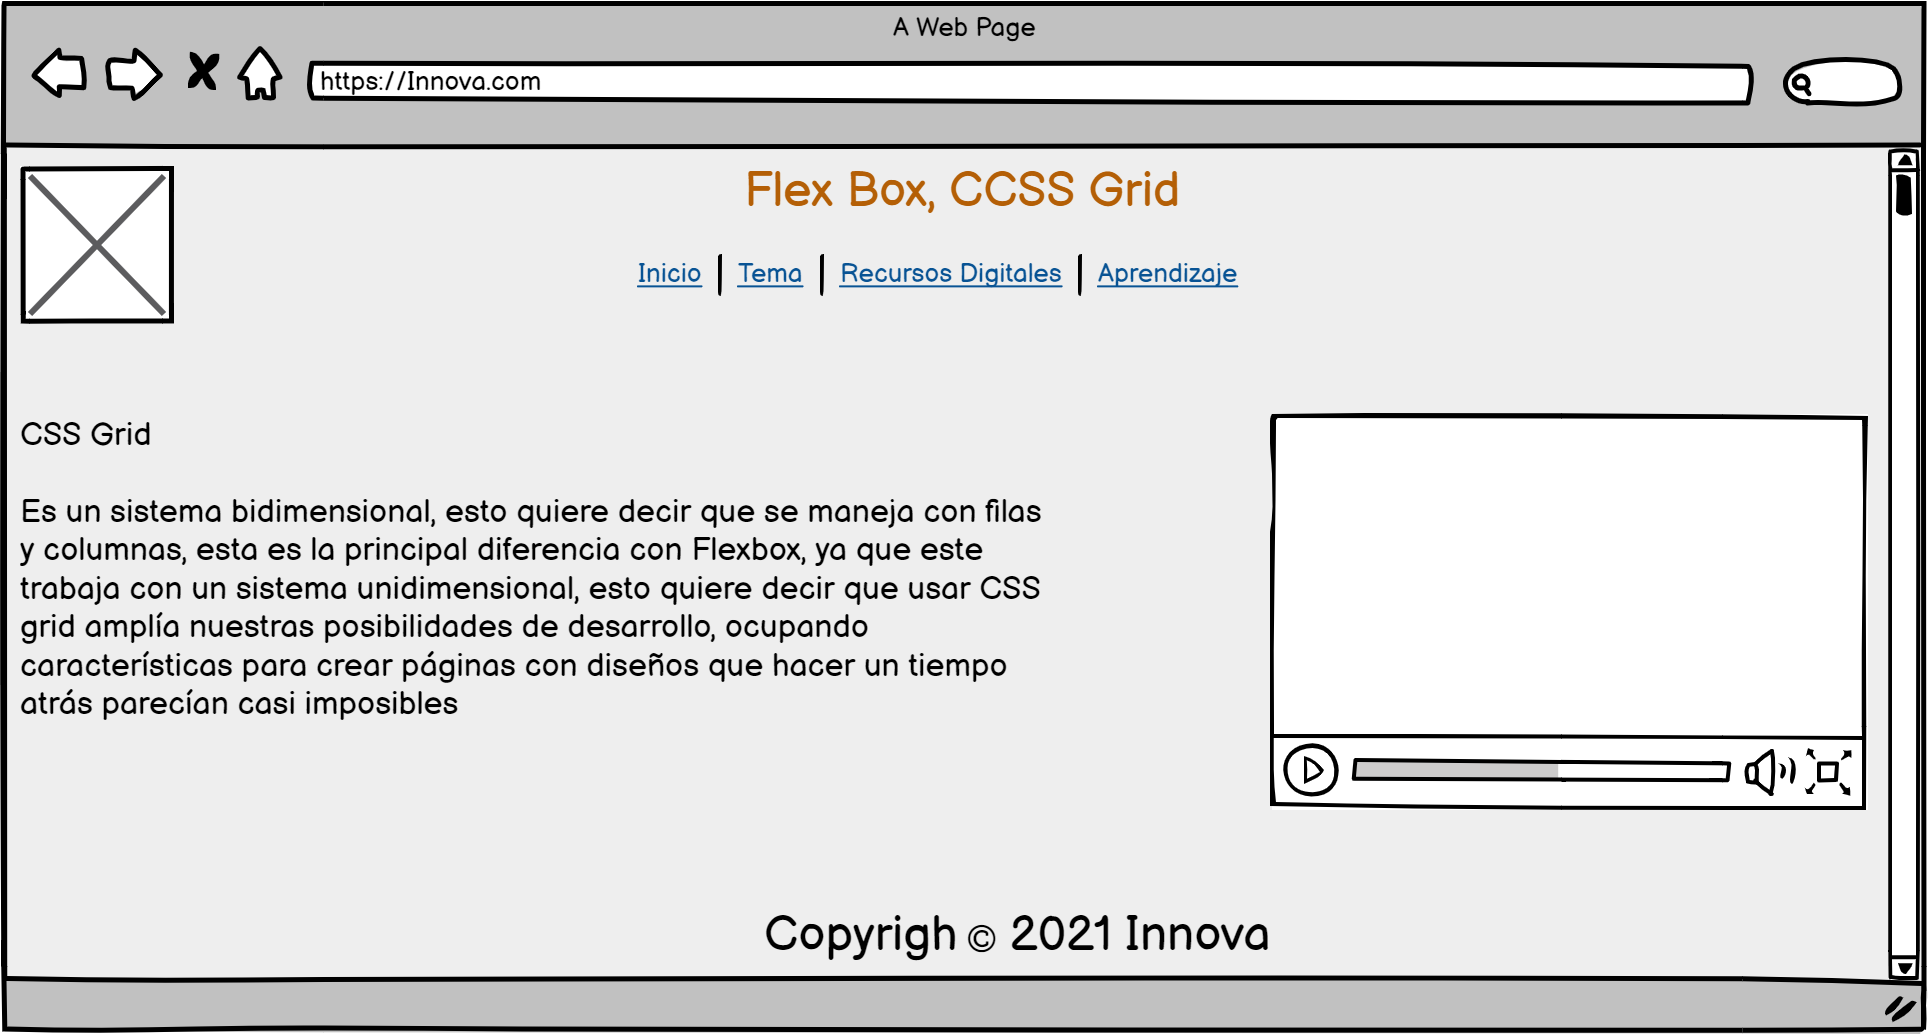 A Web Page
https://Innova.com
Flex Box, CCSS Grid
Inicio Tema Recursos Digitales Aprendizaje
CSS Grid
Es un sistema bidimensional, esto quiere decir que se maneja con filas
y columnas, esta es la principal diferencia con Flexbox, ya que este
trabaja con un sistema unidimensional, esto quiere decir que usar CSS
grid amplía nuestras posibilidades de desarrollo, ocupando
características para crear páginas con diseños que hacer un tiempo
atrás parecían casi imposibles
Copyrigh © 2021 Innova